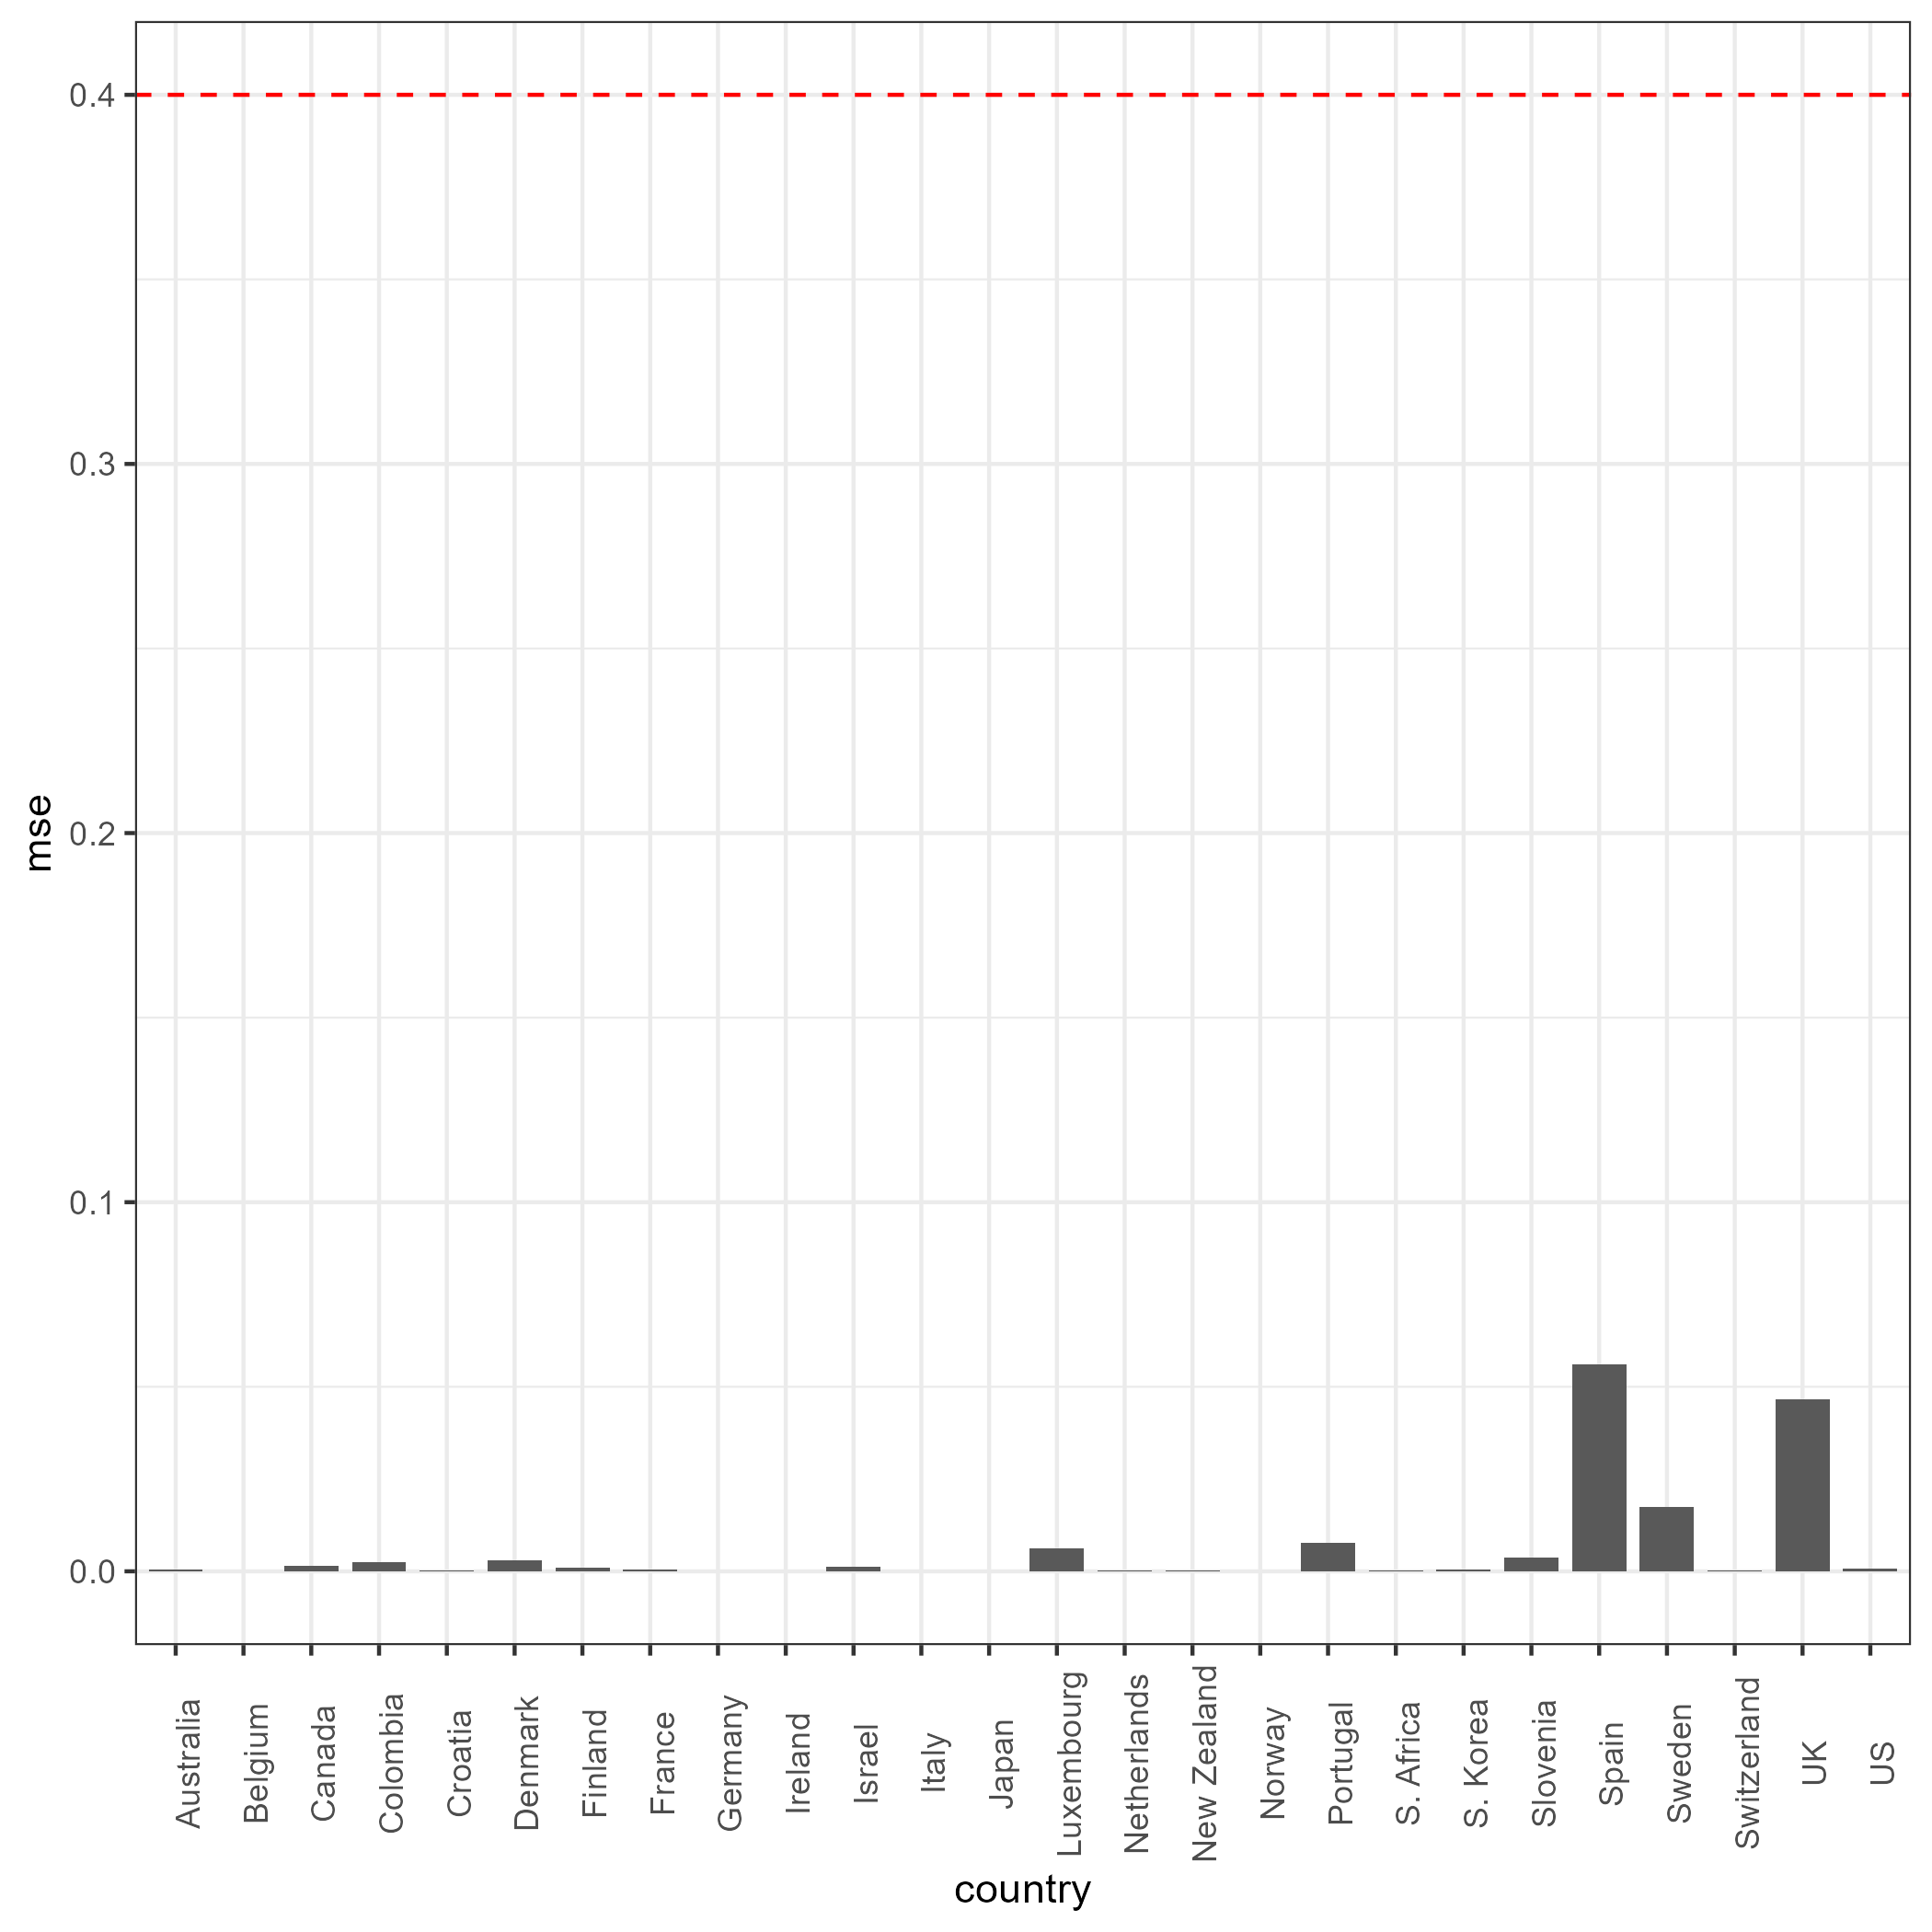 mse
0.4
0.3
0.2
0.1
0.0
Australia
Belgium
Canada
Colombia
Croatia
Denmark
Finland
France
Germany
Ireland
Israel
Italy
Japan
Luxembourg
Netherlands
New Zealand
Norway
Portugal
S. Africa
S. Korea
Slovenia
Spain
Sweden
Switzerland
UK
US
country